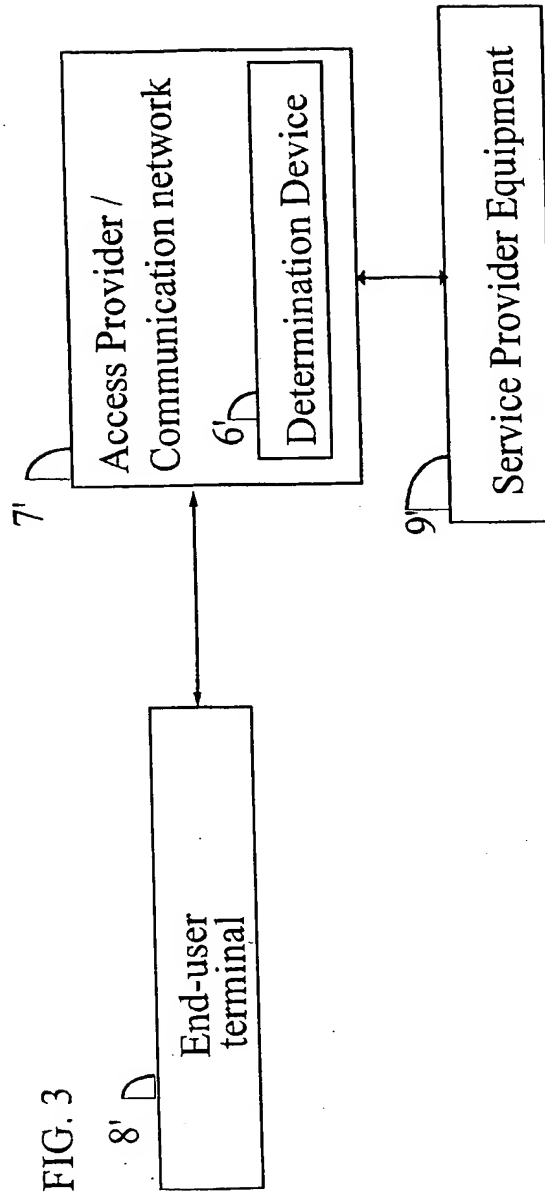 FIG. 3
8'
End-user
terminal
7'
Access Provider /
Communication network
6'
Determination Device
9'
Service Provider Equipment